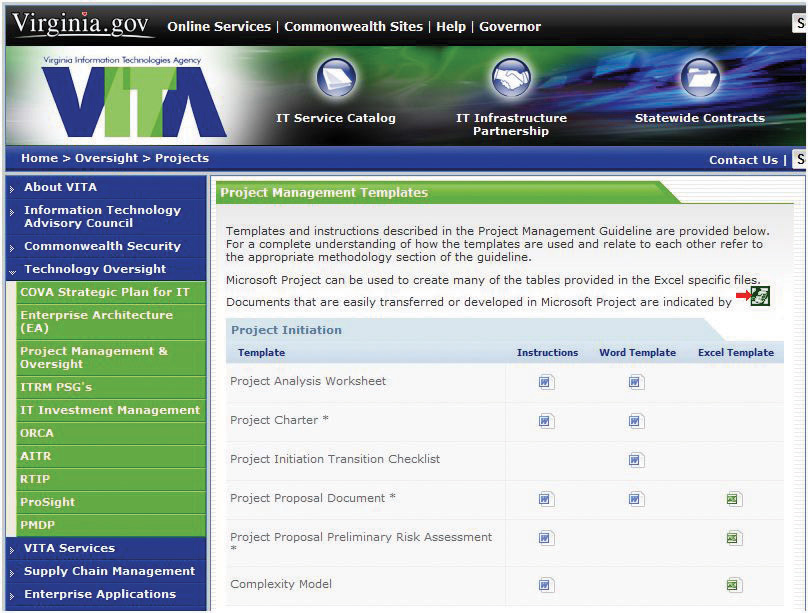 Virginia.gov Online Services | Commonwealth Sites | Help | Governor
S
Virginia Information Technologies Agency
VITA
IT Service Catalog
IT Infrastructure
Partnership
Statewide Contracts
Home > Oversight > Projects
Contact Us |
S
About VITA
Information Technology
Advisory Council
Commonwealth Security
Technology Oversight
COVA Strategic Plan for IT
Enterprise Architecture
(EA)
Project Management &
Oversight
ITRM PSG's
IT Investment Management
ORCA
AITR
RTIP
ProSight
PMDP
VITA Services
Supply Chain Management
Enterprise Applications
Project Management Templates
Templates and instructions described in the Project Management Guideline are provided below.
For a complete understanding of how the templates are used and relate to each other refer to
the appropriate methodology section of the guideline.
Microsoft Project can be used to create many of the tables provided in the Excel specific files.
Documents that are easily transferred or developed in Microsoft Project are indicated by
Project Initiation
Template Instructions Word Template Excel Template
Project Analysis Worksheet
Project Charter *
Project Initiation Transition Checklist
Project Proposal Document *
Project Proposal Preliminary Risk Assessment
*
Complexity Model